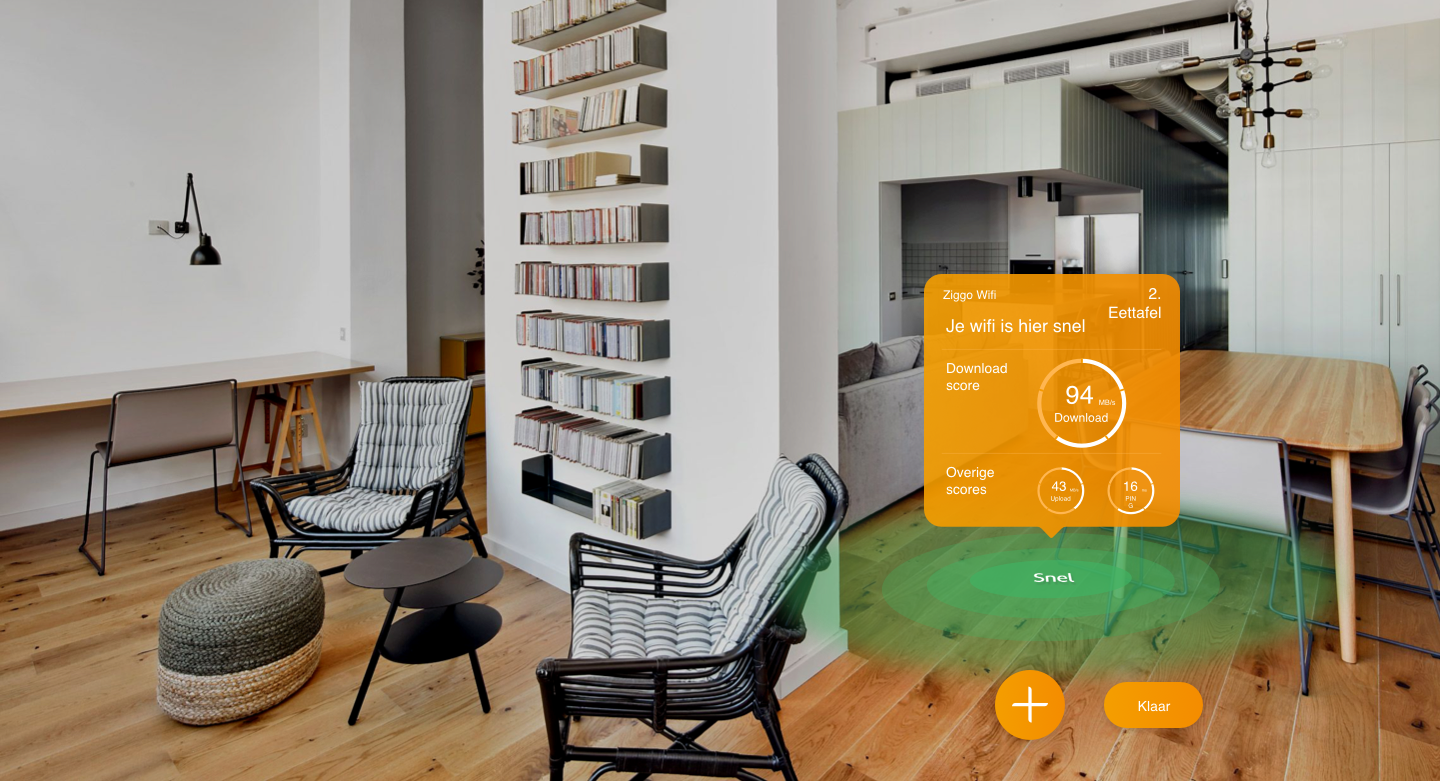 Ziggo Wifi
2.
Eettafel
Je wifi is hier snel
Download
score
94 MB/s
Download
Overige
scores
43
Upload
16
PIN
G
Snel
Klaar